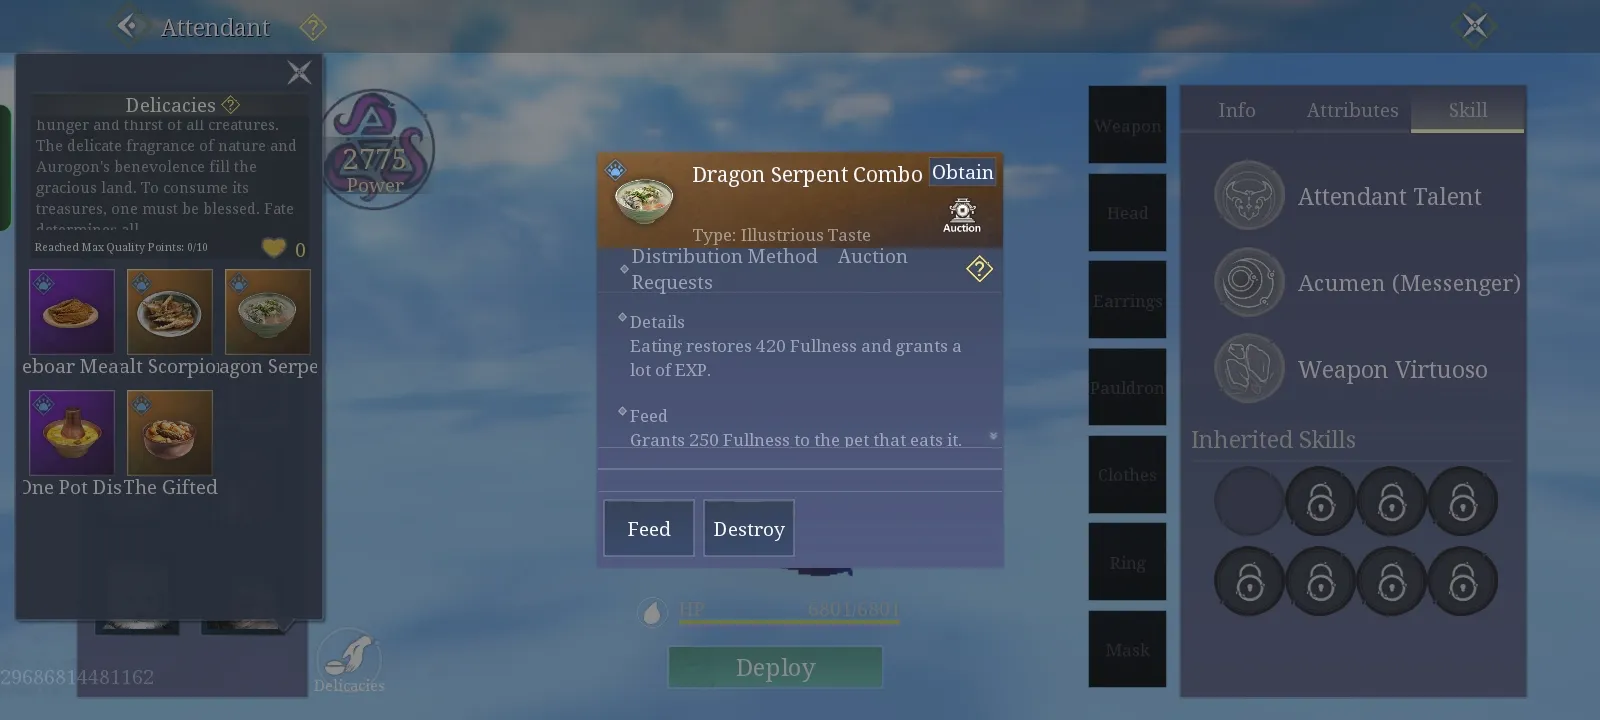 Attendant
Delicacies
hunger and thirst of all creatures.
The delicate fragrance of nature and
Aurogon's benevolence fill the
gracious land. To consume its
treasures, one must be blessed. Fate
determines all
Reached Max Quality Points: 0/10
0
eboar Mea
alt Scorpio
agon Serpe
One Pot Dis
The Gifted
29686814481162
2775
Power
Delicacies
Dragon Serpent Combo
Obtain
Auction
Type: Illustrious Taste
Distribution Method Auction
Requests
Details
Eating restores 420 Fullness and grants a
lot of EXP.
Feed
Grants 250 Fullness to the pet that eats it.
Feed
Destroy
HP 6801/6801
Deploy
Weapon
Head
Earrings
Pauldron
Clothes
Ring
Mask
Info Attributes Skill
Attendant Talent
Acumen (Messenger)
Weapon Virtuoso
Inherited Skills